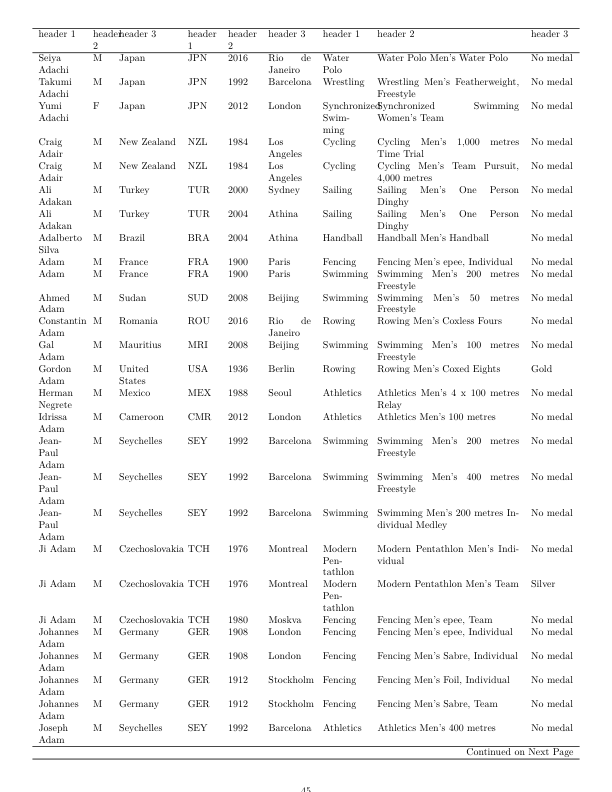 header 1 header 2 header 3 header 1 header 2 header 3 header 1 header 2 header 3
Seiya Adachi M Japan JPN 2016 Rio de Janeiro Water Polo Water Polo Men's Water Polo No medal
Takumi Adachi M Japan JPN 1992 Barcelona Wrestling Wrestling Men's Featherweight, Freestyle No medal
Yumi Adachi F Japan JPN 2012 London Synchronized Swim-ming Synchronized Swimming Women's Team No medal
Craig Adair M New Zealand NZL 1984 Los Angeles Cycling Cycling Men's 1,000 metres Time Trial No medal
Craig Adair M New Zealand NZL 1984 Los Angeles Cycling Cycling Men's Team Pursuit, 4,000 metres No medal
Ali Adakan M Turkey TUR 2000 Sydney Sailing Sailing Men's One Person Dinghy No medal
Ali Adakan M Turkey TUR 2004 Athina Sailing Sailing Men's One Person Dinghy No medal
Adalberto Silva M Brazil BRA 2004 Athina Handball Handball Men's Handball No medal
Adam M France FRA 1900 Paris Fencing Fencing Men's epee, Individual No medal
Adam M France FRA 1900 Paris Swimming Swimming Men's 200 metres Freestyle No medal
Ahmed Adam M Sudan SUD 2008 Beijing Swimming Swimming Men's 50 metres Freestyle No medal
Constantin Adam M Romania ROU 2016 Rio de Janeiro Rowing Rowing Men's Coxless Fours No medal
Gal Adam M Mauritius MRI 2008 Beijing Swimming Swimming Men's 100 metres Freestyle No medal
Gordon Adam M United States USA 1936 Berlin Rowing Rowing Men's Coxed Eights Gold
Herman Negrete M Mexico MEX 1988 Seoul Athletics Athletics Men's 4 x 100 metres Relay No medal
Idrissa Adam M Cameroon CMR 2012 London Athletics Athletics Men's 100 metres No medal
Jean-Paul Adam M Seychelles SEY 1992 Barcelona Swimming Swimming Men's 200 metres Freestyle No medal
Jean-Paul Adam M Seychelles SEY 1992 Barcelona Swimming Swimming Men's 400 metres Freestyle No medal
Jean-Paul Adam M Seychelles SEY 1992 Barcelona Swimming Swimming Men's 200 metres In-dividual Medley No medal
Ji Adam M Czechoslovakia TCH 1976 Montreal Modern Pen-tathlon Modern Pentathlon Men's Indi-vidual No medal
Ji Adam M Czechoslovakia TCH 1976 Montreal Modern Pen-tathlon Modern Pentathlon Men's Team Silver
Ji Adam M Czechoslovakia TCH 1980 Moskva Fencing Fencing Men's epee, Team No medal
Johannes Adam M Germany GER 1908 London Fencing Fencing Men's epee, Individual No medal
Johannes Adam M Germany GER 1908 London Fencing Fencing Men's Sabre, Individual No medal
Johannes Adam M Germany GER 1912 Stockholm Fencing Fencing Men's Foil, Individual No medal
Johannes Adam M Germany GER 1912 Stockholm Fencing Fencing Men's Sabre, Team No medal
Joseph Adam M Seychelles SEY 1992 Barcelona Athletics Athletics Men's 400 metres No medal
Continued on Next Page
45